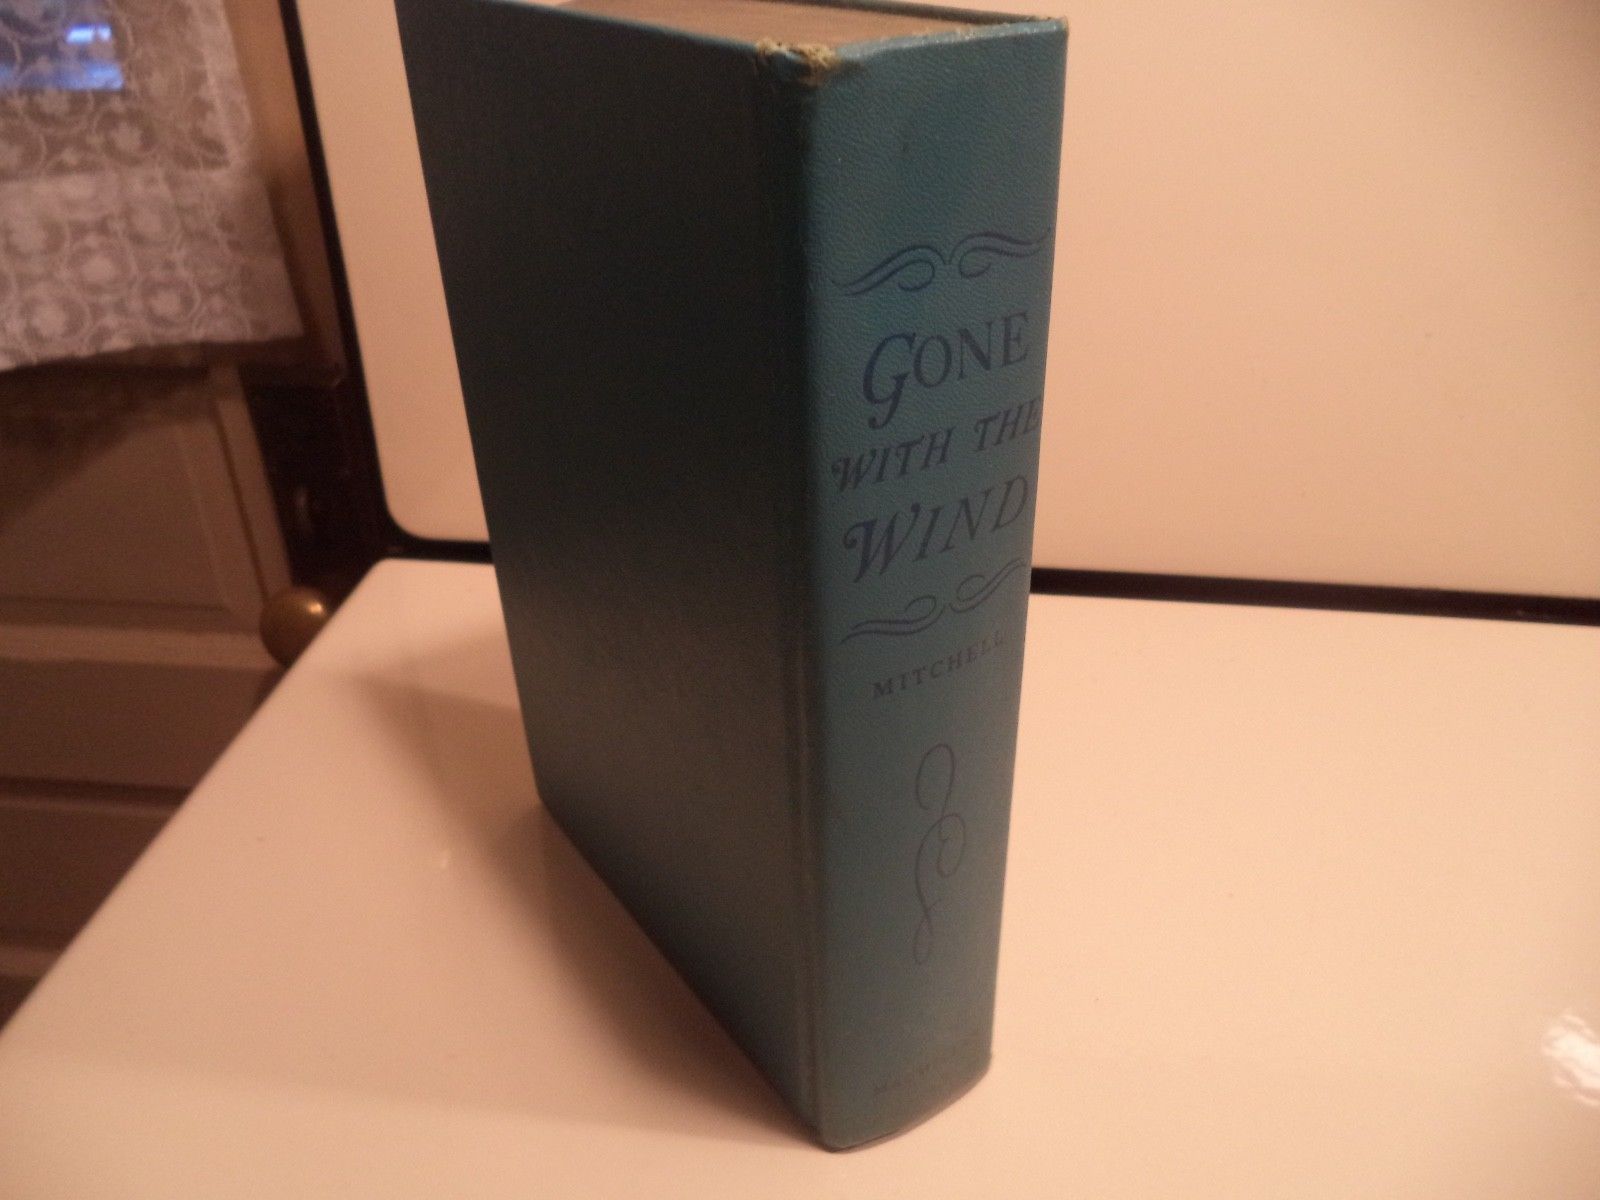 GONE
WITH THE
WIND
MITCHELL